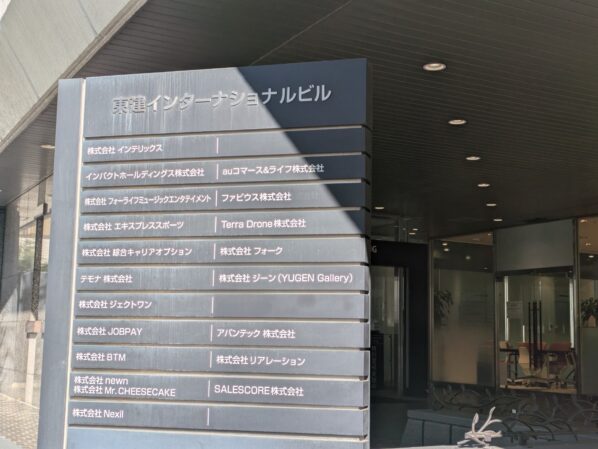 東建インターナショナルビル
株式会社 インテリックス
インパクトホールディングス株式会社 auコマース&ライフ株式会社
株式会社 フォーライフミュージックエンタテイメント ファビウス株式会社
株式会社 エキスプレススポーツ Terra Drone株式会社
株式会社 綜合キャリアオプション 株式会社 フォーク
テモナ 株式会社 株式会社 ジーン(YUGEN Gallery)
株式会社 ジェクトワン
株式会社 JOBPAY アバンテック 株式会社
株式会社 BTM 株式会社 リアレーション
株式会社 newn
株式会社 Mr. CHEESECAKE SALESCORE 株式会社
株式会社 Nexil